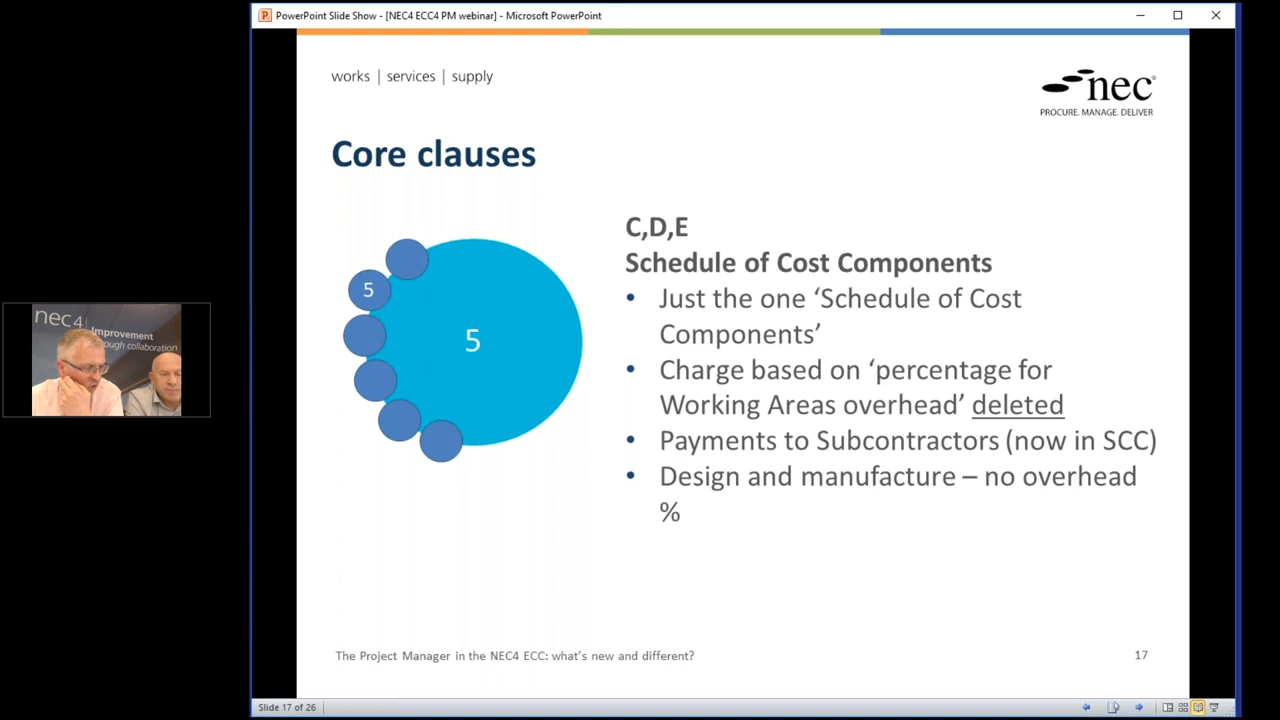 PowerPoint Slide Show - [NEC4 ECC4 PM webinar] - Microsoft PowerPoint
works | services | supply
nec®
PROCURE. MANAGE. DELIVER
Core clauses
C,D,E
Schedule of Cost Components
• Just the one ‘Schedule of Cost
Components’
• Charge based on ‘percentage for
Working Areas overhead’ deleted
• Payments to Subcontractors (now in SCC)
• Design and manufacture – no overhead
%
5
5
nec4
Improvement
through collaboration
The Project Manager in the NEC4 ECC: what’s new and different?
17
Slide 17 of 26